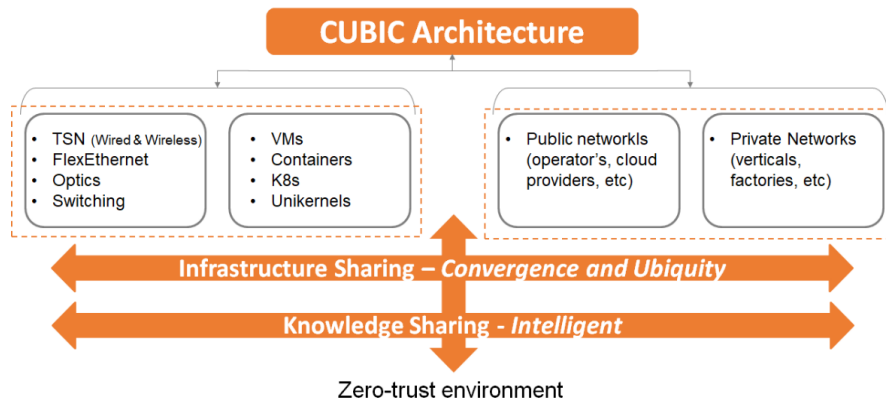 CUBIC Architecture
• TSN (Wired & Wireless)
• FlexEthernet
• Optics
• Switching
• VMs
• Containers
• K8s
• Unikernels
• Public networkls
(operator's, cloud
providers, etc)
• Private Networks
(verticals,
factories, etc)
Infrastructure Sharing – Convergence and Ubiquity
Knowledge Sharing - Intelligent
Zero-trust environment